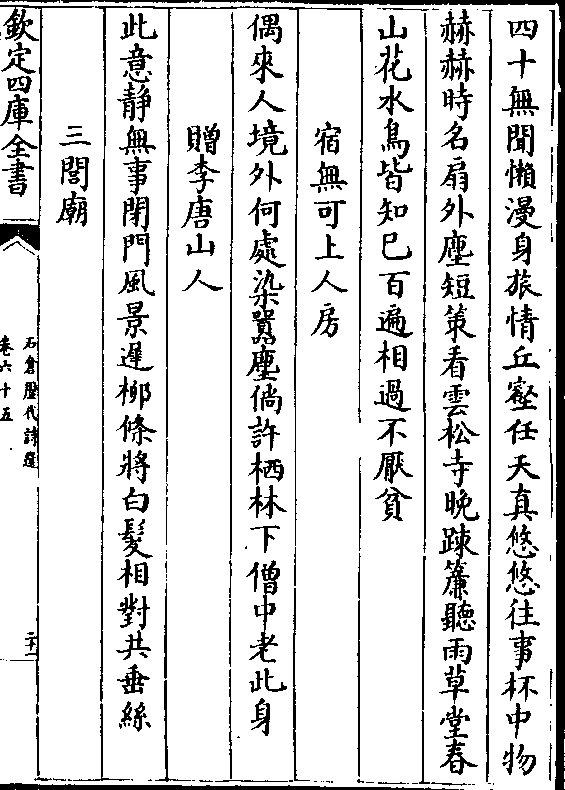 四十無聞懶漫身旅情丘壑任天真悠悠往事杯中物
赫赫時名扇外塵短策看雲松寺晚踈簾聽雨草堂春
山花水鳥皆知已百遍相過不厭貧
宿無可上人房
偶來人境外何處染囂塵倘許栖林下僧中老此身
贈李唐山人
此意靜無事閉門風景遲柳條將白髮相對共垂絲
三閭廟
欽定四庫全書
石倉歷代詩選
卷六十五
二十一